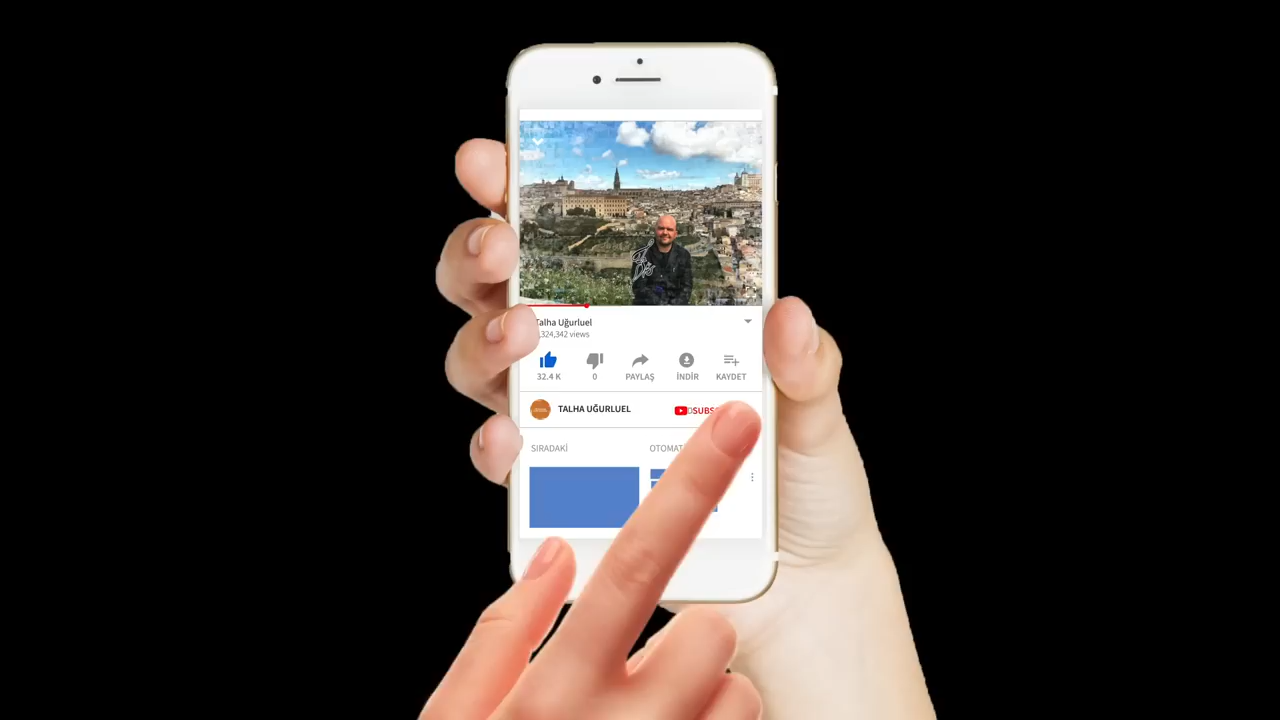 Talha Uğurluel
,324,342 views
32.4 K
0
PAYLAŞ
İNDİR
KAYDET
TALHA UĞURLUEL
SIRADAKİ